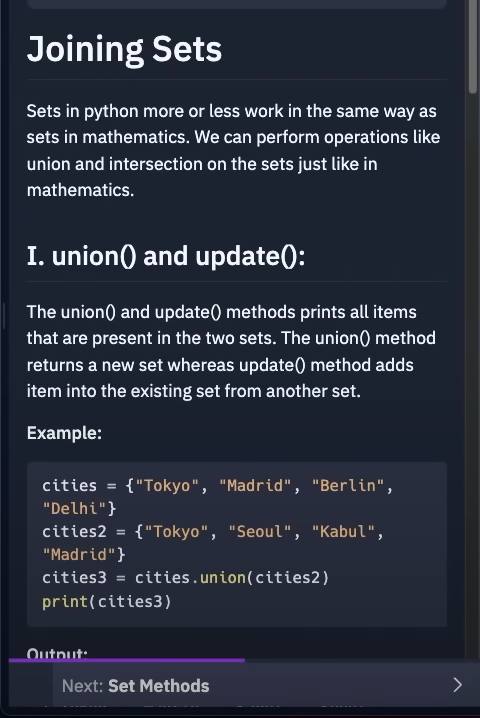 Joining Sets
Sets in python more or less work in the same way as
sets in mathematics. We can perform operations like
union and intersection on the sets just like in
mathematics.
I. union() and update():
The union() and update() methods prints all items
that are present in the two sets. The union() method
returns a new set whereas update() method adds
item into the existing set from another set.
Example:
cities = {"Tokyo", "Madrid", "Berlin",
"Delhi"}
cities2 = {"Tokyo", "Seoul", "Kabul",
"Madrid"}
cities3 = cities.union(cities2)
print(cities3)
Output:
Next: Set Methods